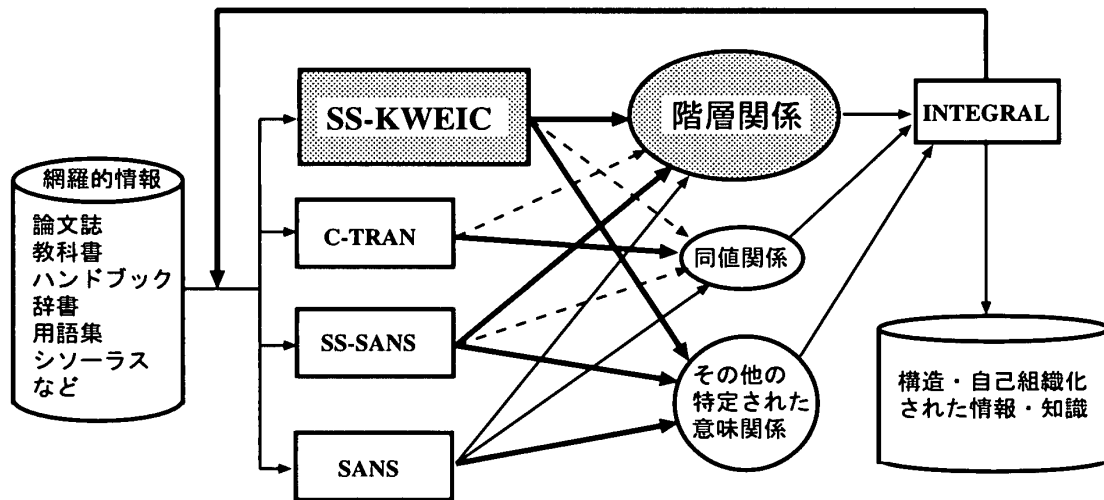 網羅的情報
論文誌
教科書
ハンドブック
辞書
用語集
シソーラス
など
SS-KWEIC
C-TRAN
SS-SANS
SANS
階層関係
同値関係
その他の
特定された
意味関係
INTEGRAL
構造・自己組織化
された情報・知識